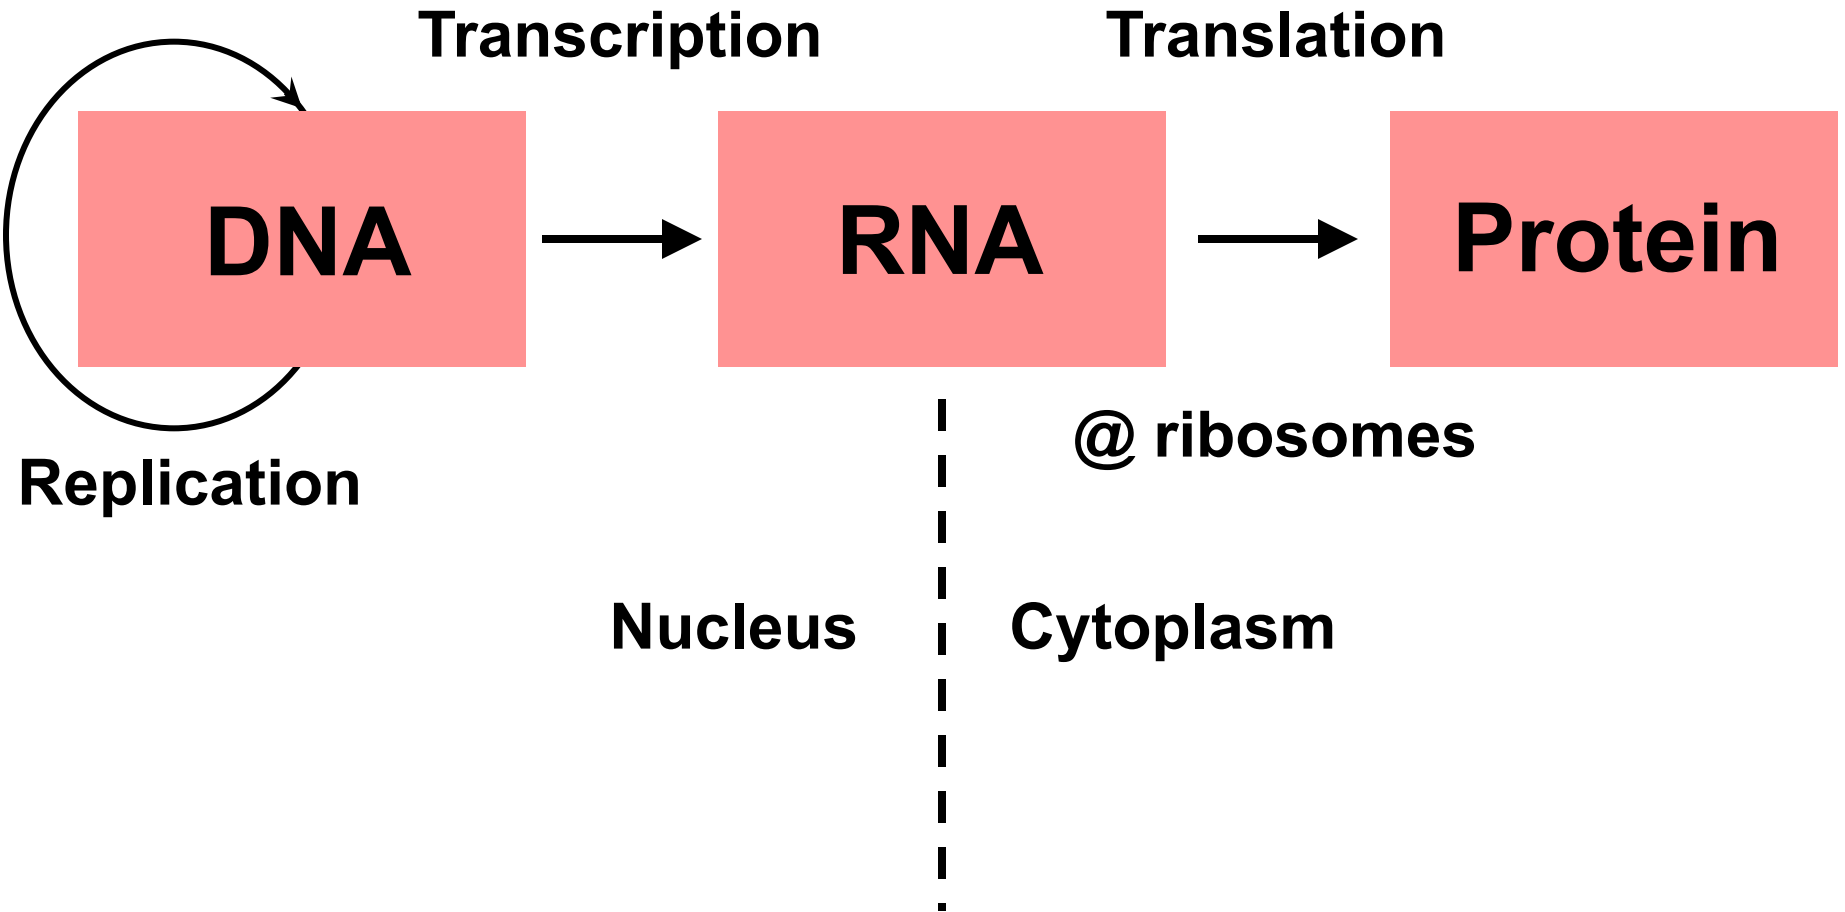 Transcription
Translation
DNA
RNA
Protein
@ ribosomes
Replication
Nucleus
Cytoplasm